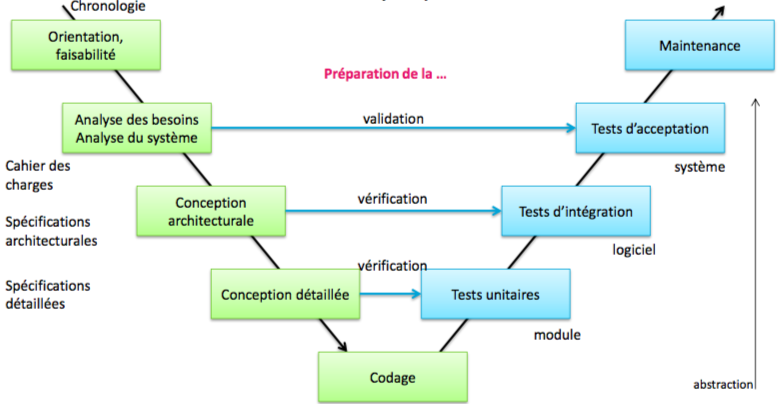 Chronologie
Orientation,
faisabilité
Maintenance
Préparation de la ...
Analyse des besoins
Analyse du système
validation
Tests d'acceptation
Cahier des
charges
système
Conception
architecturale
vérification
Tests d'intégration
Spécifications
architecturales
logiciel
vérification
Spécifications
détaillées
Conception détaillée
Tests unitaires
module
Codage
abstraction